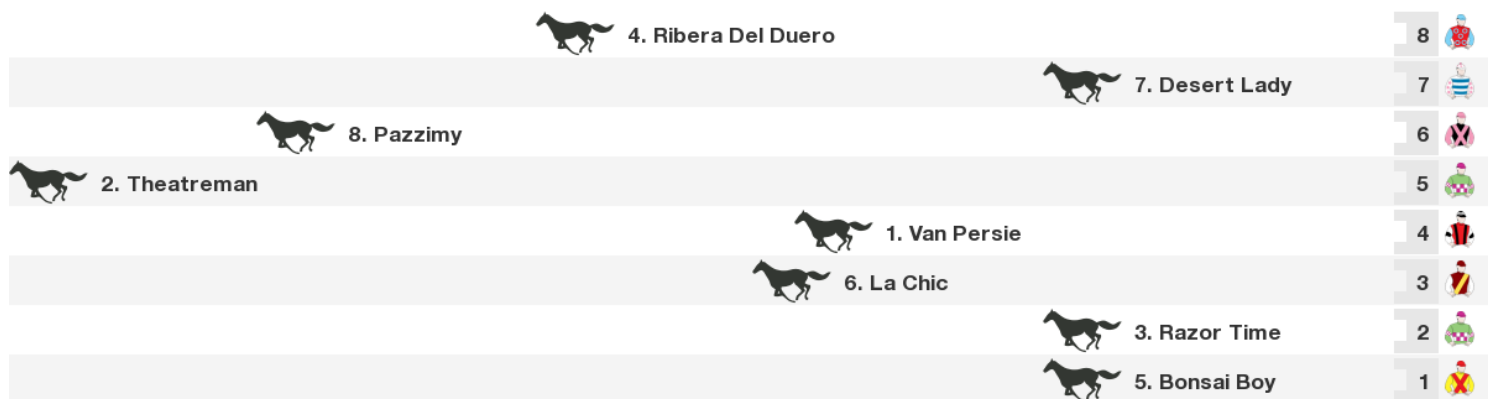 4. Ribera Del Duero 8
7. Desert Lady 7
8. Pazzimy 6
2. Theatreman 5
1. Van Persie 4
6. La Chic 3
3. Razor Time 2
5. Bonsai Boy 1